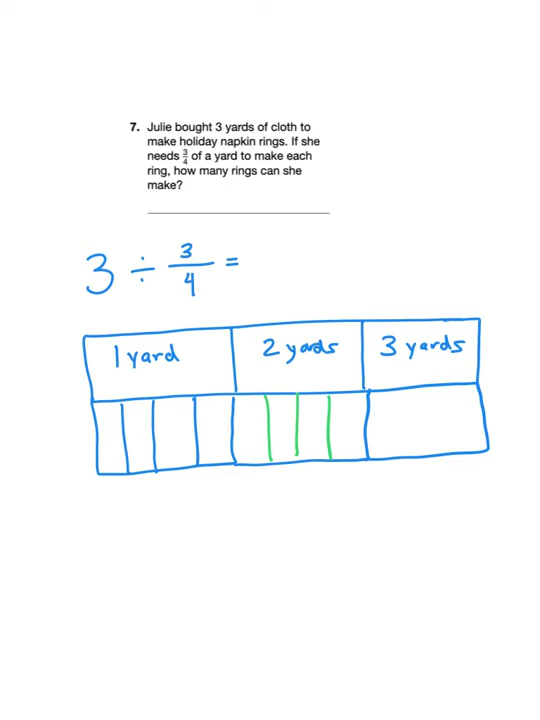 7. Julie bought 3 yards of cloth to
make holiday napkin rings. If she
needs 3/4 of a yard to make each
ring, how many rings can she
make?
3 ÷ 3/4 =
1 yard 2 yards 3 yards